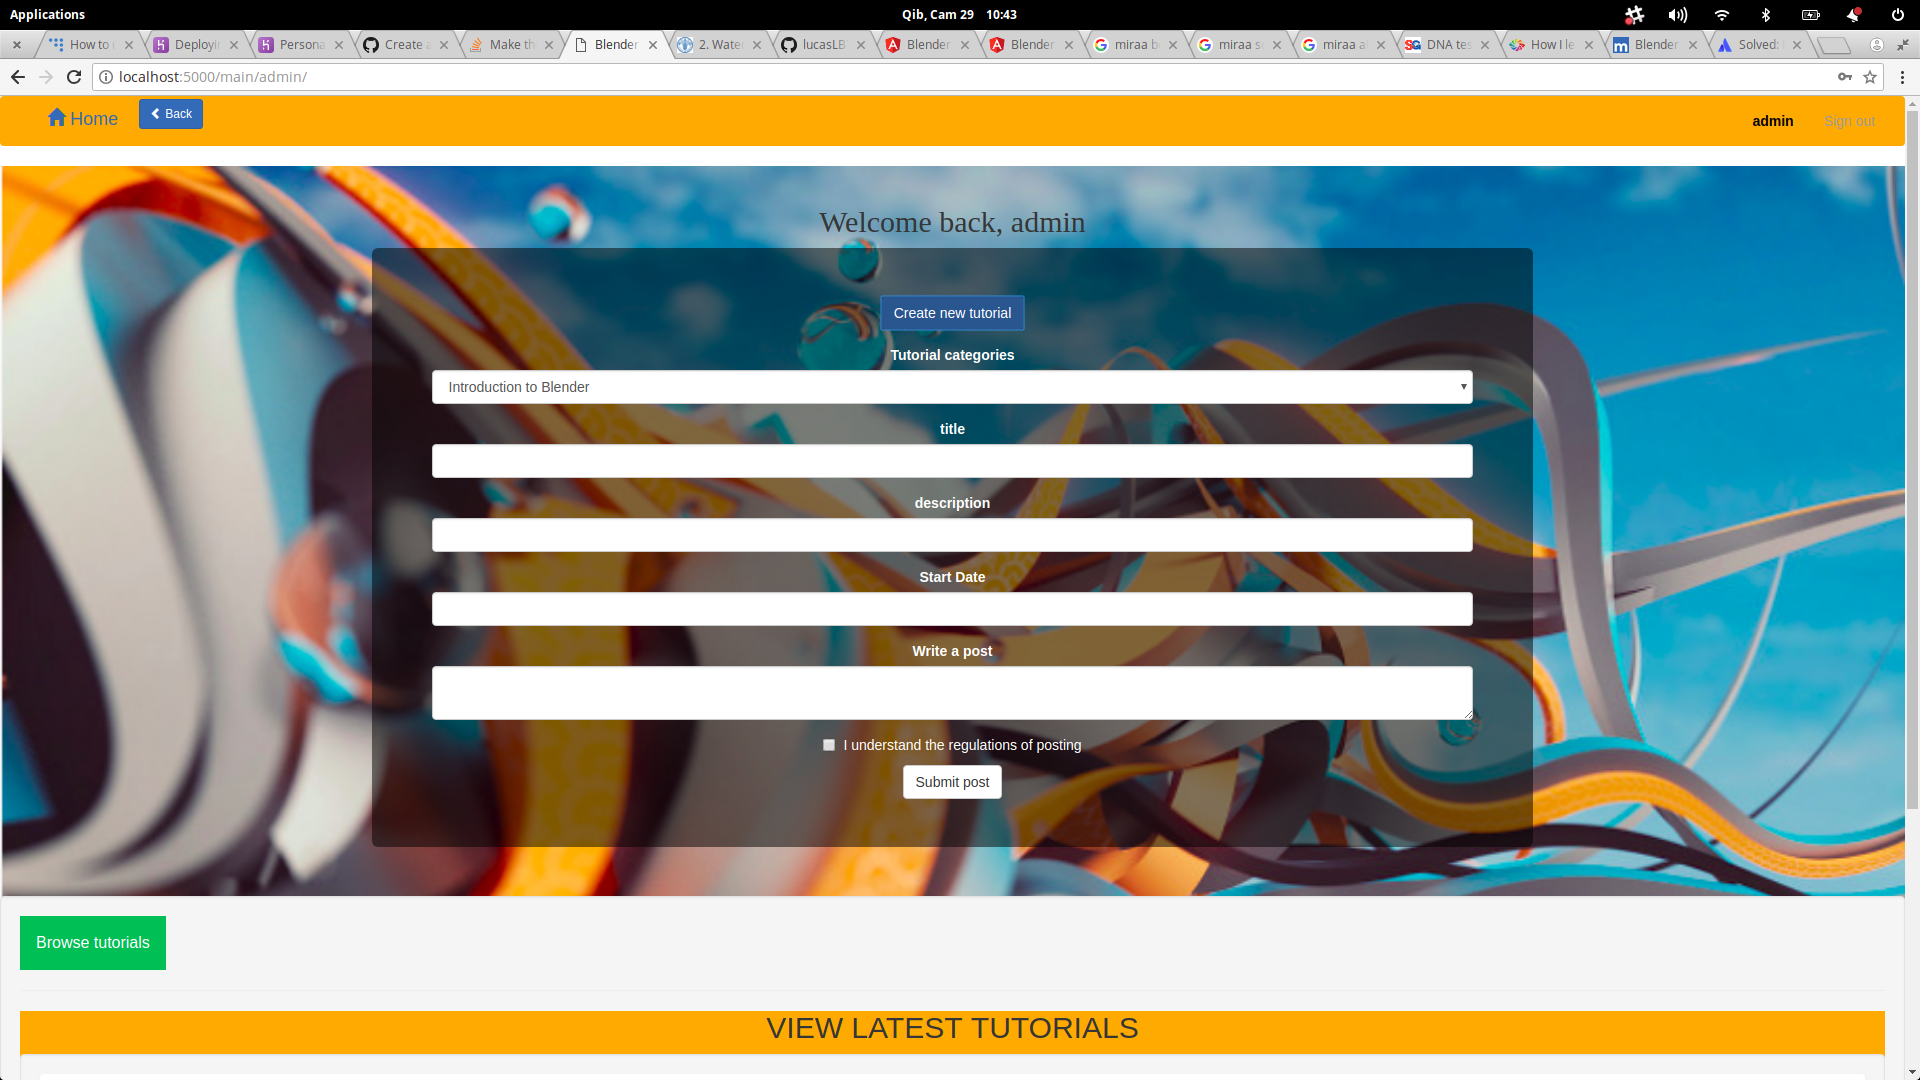 Applications
Qib, Cam 29 10:43
How to
Deployin
Persona
Create a
Make th
Blender
2. Water
lucasLB
Blender
Blender
miraa b
miraa s
miraa a
DNA tes
How I le
Blender
Solved:
localhost:5000/main/admin/
Home
Back
admin
Sign out
Welcome back, admin
Create new tutorial
Tutorial categories
Introduction to Blender
title
description
Start Date
Write a post
I understand the regulations of posting
Submit post
Browse tutorials
VIEW LATEST TUTORIALS